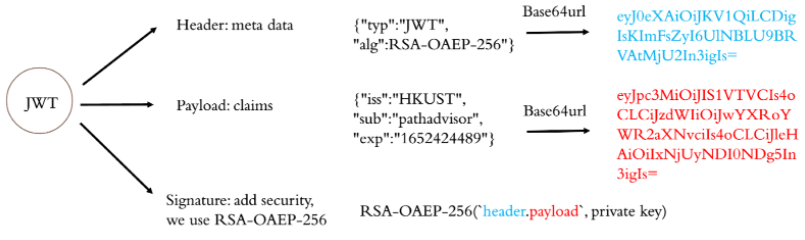 Header: meta data
{"typ":"JWT",
"alg":RSA-OAEP-256"}
Base64url
eyJ0eXAiOiJKV1QiLCDig
IsKImFsZyI6UlNBLU9BR
VAtMjU2In3igIs=
JWT
Payload: claims
{"iss":"HKUST",
"sub":"pathadvisor",
"exp":"1652424489"}
Base64url
eyJpc3MiOiJIS1VTVCIs4o
CLCiJzdWIiOiJwYXRoY
WR2aXNvciIs4oCLCiJleH
AiOiIxNjUyNDI0NDg5In
3igIs=
Signature: add security,
we use RSA-OAEP-256
RSA-OAEP-256(`header.payload`, private key)